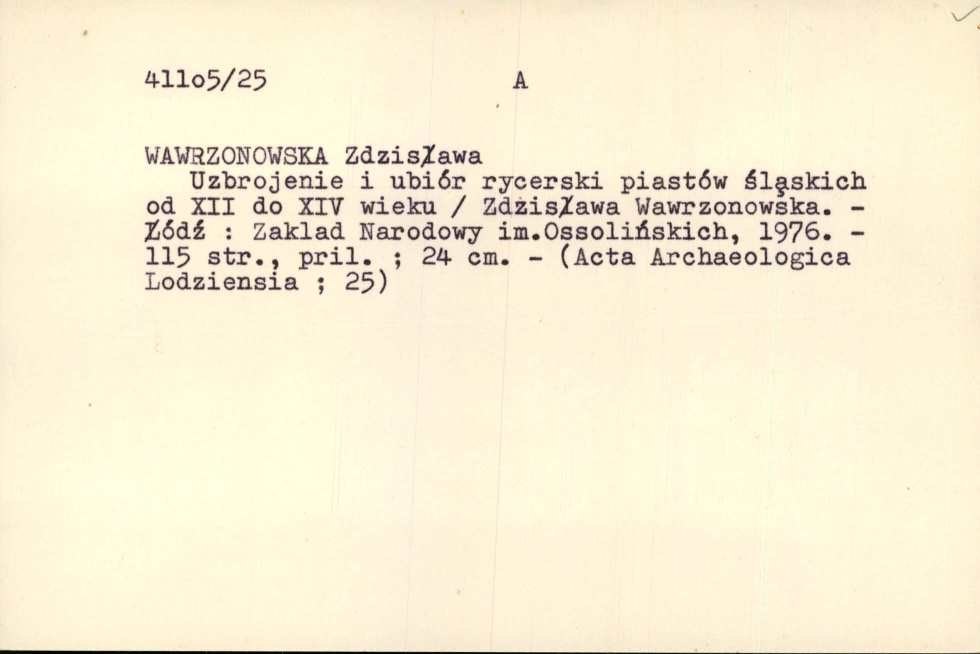 411o5/25 A
WAWRZONOWSKA ZdzisŁawa
Uzbrojenie i ubiór rycerski piastów śląskich
od XII do XIV wieku / ZdzisŁawa Wawrzonowska. -
Łódź : Zaklad Narodowy im.Ossolińskich, 1976. -
115 str., pril. ; 24 cm. - (Acta Archaeologica
Lodziensia ; 25)